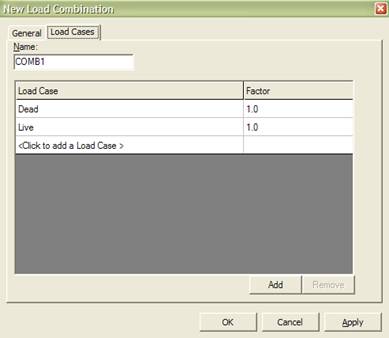 New Load Combination
General Load Cases
Name:
COMB1
Load Case Factor
Dead 1.0
Live 1.0
<Click to add a Load Case >
Add Remove
OK Cancel Apply